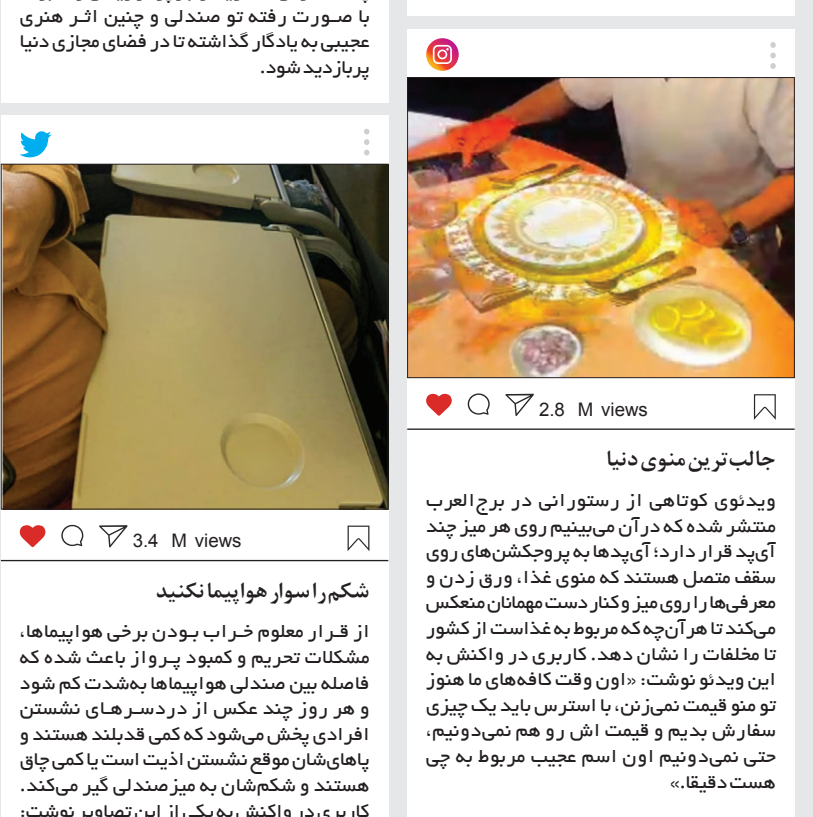 با صورت رفته تو صندلی و چنین اثر هنری
عجیبی به یادگار گذاشته تا در فضای مجازی دنیا
پربازدید شود.
2.8 M views
جالب‌ترین منوی دنیا
ویدئوی کوتاهی از رستورانی در برج‌العرب
منتشر شده که در آن می‌بینیم روی هر میز چند
آی‌پد قرار دارد؛ آی‌پدها به پروجکشن‌های روی
سقف متصل هستند که منوی غذا، ورق زدن و
معرفی‌ها را روی میز و کنار دست مهمانان منعکس
می‌کند تا هر آن‌چه که مربوط به غذاست از کشور
تا مخلفات را نشان دهد. کاربری در واکنش به
این ویدئو نوشت: «اون وقت کافه‌های ما هنوز
تو منو قیمت نمی‌زنن، با استرس باید یک چیزی
سفارش بدیم و قیمت اش رو هم نمی‌دونیم،
حتی نمی‌دونیم اون اسم عجیب مربوط به چی
هست دقیقا.»
3.4 M views
شکم را سوار هواپیما نکنید
از قرار معلوم خراب بودن برخی هواپیماها،
مشکلات تحریم و کمبود پرواز باعث شده که
فاصله بین صندلی هواپیماها به‌شدت کم شود
و هر روز چند عکس از دردسرهای نشستن
افرادی پخش می‌شود که کمی قدبلند هستند و
پاهای‌شان موقع نشستن اذیت است یا کمی چاق
هستند و شکم‌شان به میز صندلی گیر می‌کند.
کاربری در واکنش به یکی از این تصاویر نوشت: